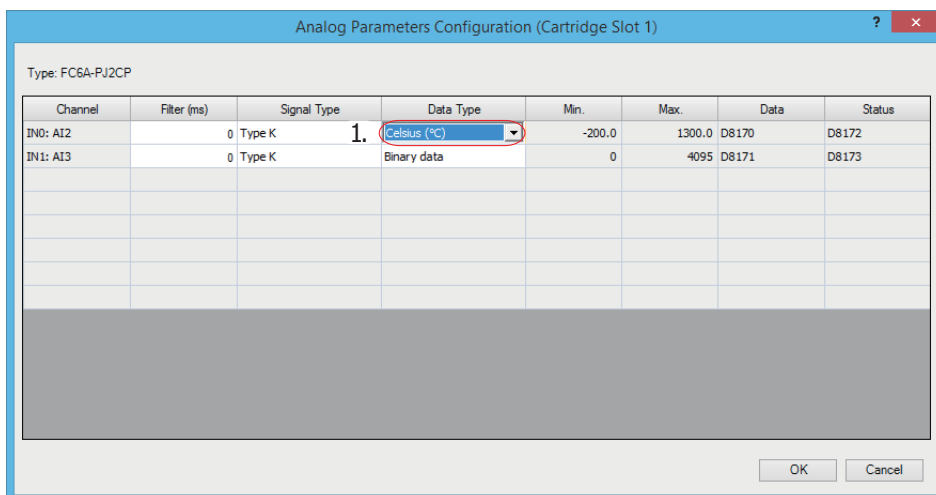 Analog Parameters Configuration (Cartridge Slot 1)
? ×
Type: FC6A-PJ2CP
Channel Filter (ms) Signal Type Data Type Min. Max. Data Status
IN0: AI2 0 Type K 1. Celsius (°C) -200.0 1300.0 D8170 D8172
IN1: AI3 0 Type K Binary data 0 4095 D8171 D8173
OK Cancel